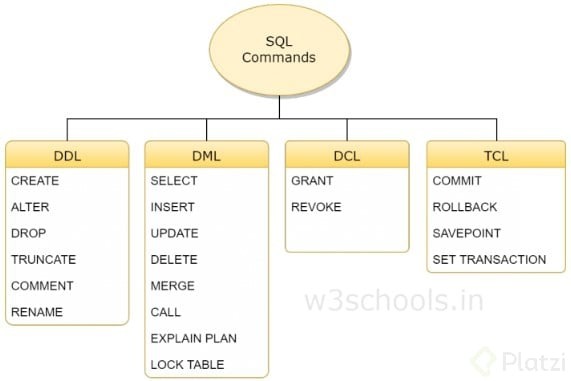 SQL
Commands
DDL
CREATE
ALTER
DROP
TRUNCATE
COMMENT
RENAME
DML
SELECT
INSERT
UPDATE
DELETE
MERGE
CALL
EXPLAIN PLAN
LOCK TABLE
DCL
GRANT
REVOKE
TCL
COMMIT
ROLLBACK
SAVEPOINT
SET TRANSACTION
w3schools.in
Platzi